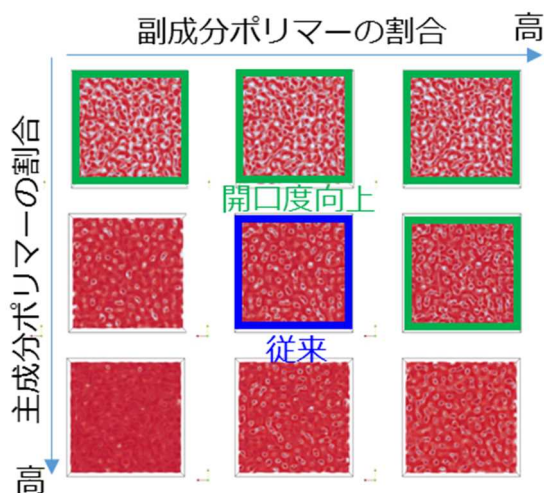 副成分ポリマーの割合
高
主成分ポリマーの割合
開口度向上
従来
高